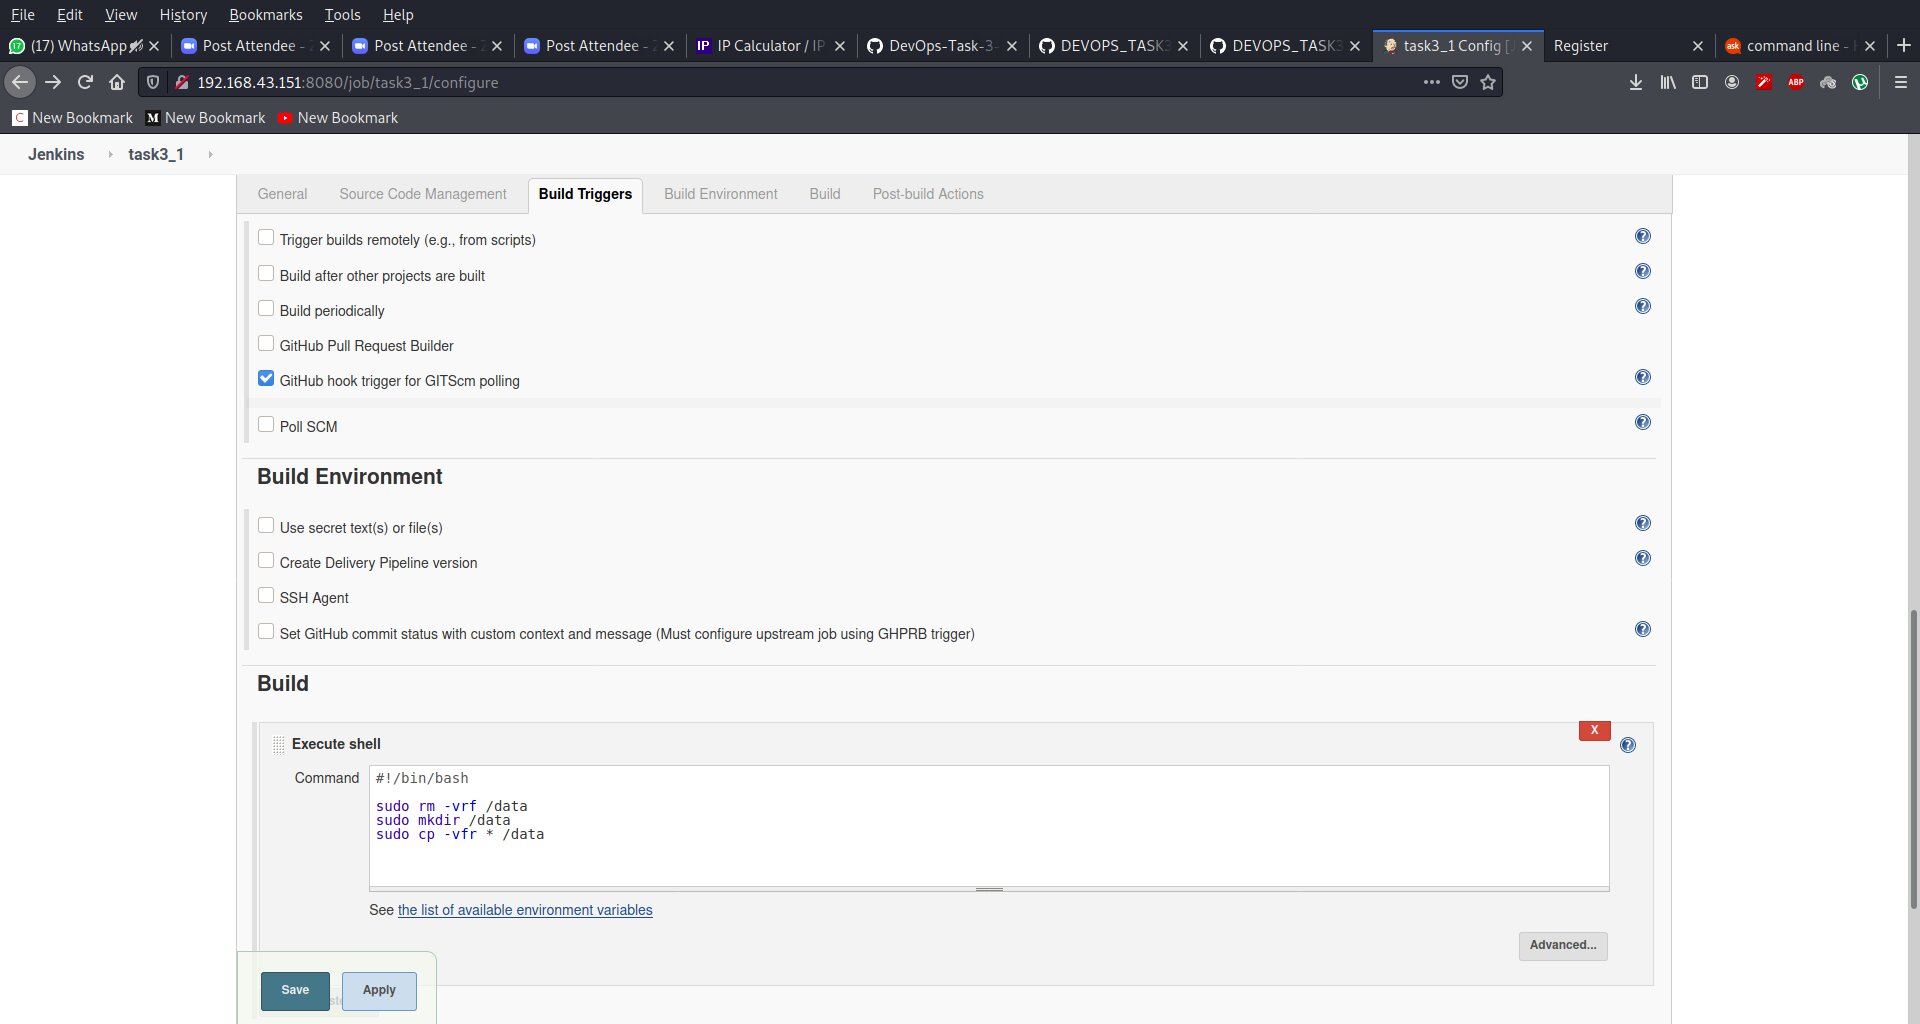 File Edit View History Bookmarks Tools Help
(17) WhatsApp Post Attendee - Post Attendee - Post Attendee - IP Calculator / IP DevOps-Task-3- DEVOPS_TASK3 DEVOPS_TASK3 task3_1 Config [ Register command line -
192.168.43.151:8080/job/task3_1/configure
New Bookmark New Bookmark New Bookmark
Jenkins task3_1
General Source Code Management Build Triggers Build Environment Build Post-build Actions
Trigger builds remotely (e.g., from scripts)
Build after other projects are built
Build periodically
GitHub Pull Request Builder
GitHub hook trigger for GITScm polling
Poll SCM
Build Environment
Use secret text(s) or file(s)
Create Delivery Pipeline version
SSH Agent
Set GitHub commit status with custom context and message (Must configure upstream job using GHPRB trigger)
Build
X
Execute shell
Command #!/bin/bash
sudo rm -vrf /data
sudo mkdir /data
sudo cp -vfr * /data
See the list of available environment variables
Advanced...
Save Apply